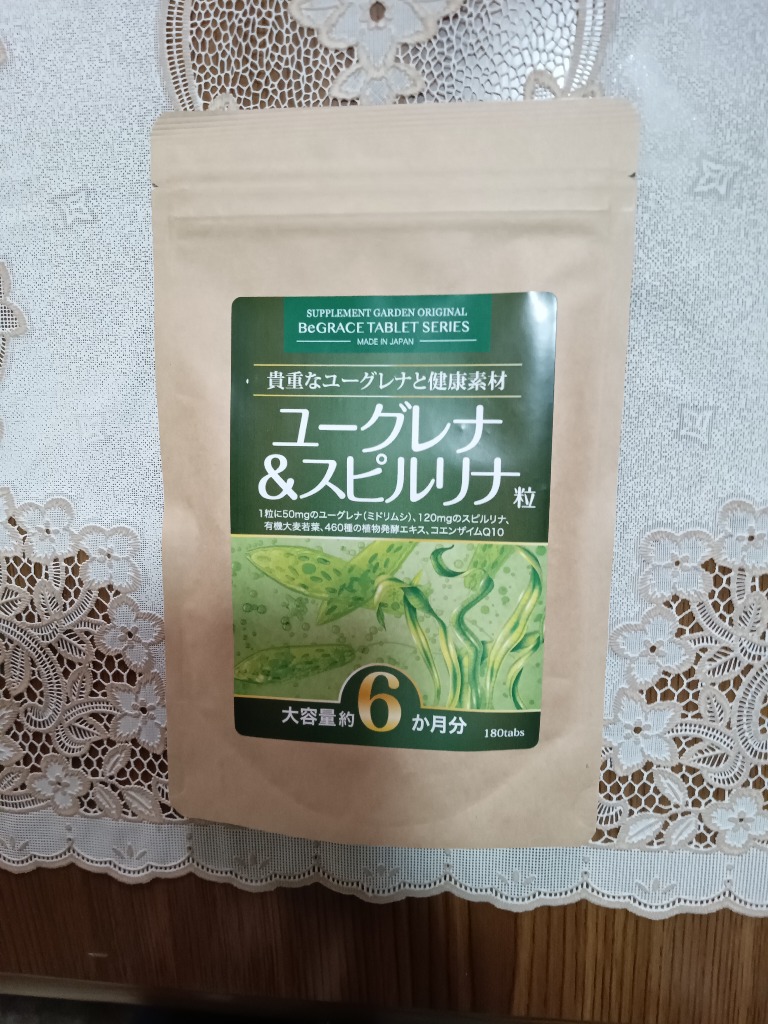 SUPPLEMENT GARDEN ORIGINAL
BeGRACE TABLET SERIES
MADE IN JAPAN
貴重なユーグレナと健康素材
ユーグレナ
&スピルリナ粒
1粒に50mgのユーグレナ(ミドリムシ)、120mgのスピルリナ、
有機大麦若葉、460種の植物発酵エキス、コエンザイムQ10
大容量約6か月分
180tabs